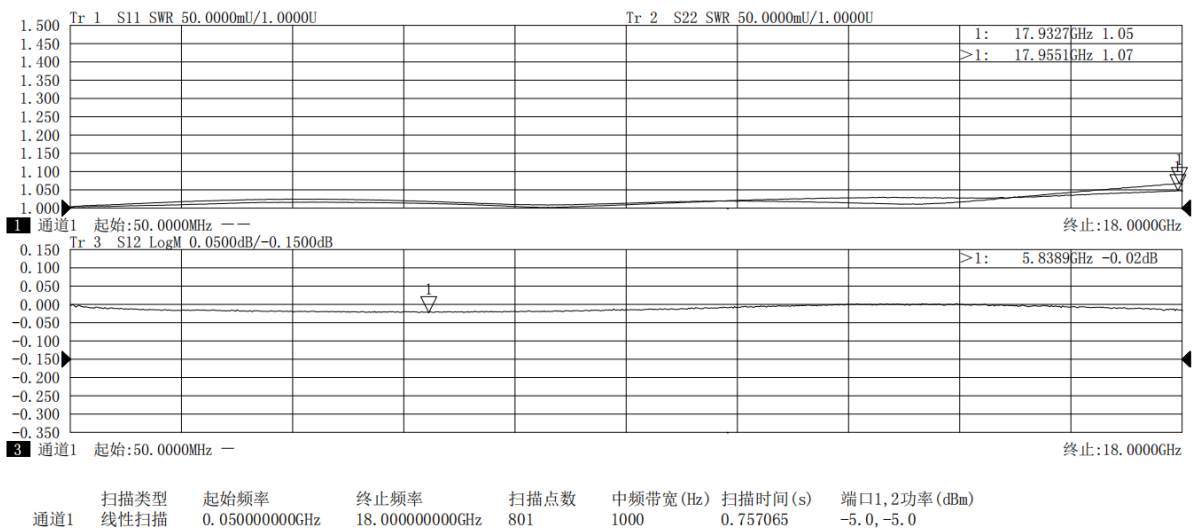 Tr 1 S11 SWR 50.0000mU/1.0000U Tr 2 S22 SWR 50.0000mU/1.0000U
1.500
1: 17.9327GHz 1.05
1.450
>1: 17.9551GHz 1.07
1.400
1.350
1.300
1.250
1.200
1.150
1
1.100
1.050
1.000
1 通道1 起始:50.0000MHz —— 终止:18.0000GHz
Tr 3 S12 LogM 0.0500dB/-0.1500dB
0.150
>1: 5.8389GHz -0.02dB
0.100
0.050
1
0.000
-0.050
-0.100
-0.150
-0.200
-0.250
-0.300
-0.350
3 通道1 起始:50.0000MHz — 终止:18.0000GHz
扫描类型 起始频率 终止频率 扫描点数 中频带宽(Hz) 扫描时间(s) 端口1,2功率(dBm)
通道1 线性扫描 0.050000000GHz 18.000000000GHz 801 1000 0.757065 -5.0,-5.0